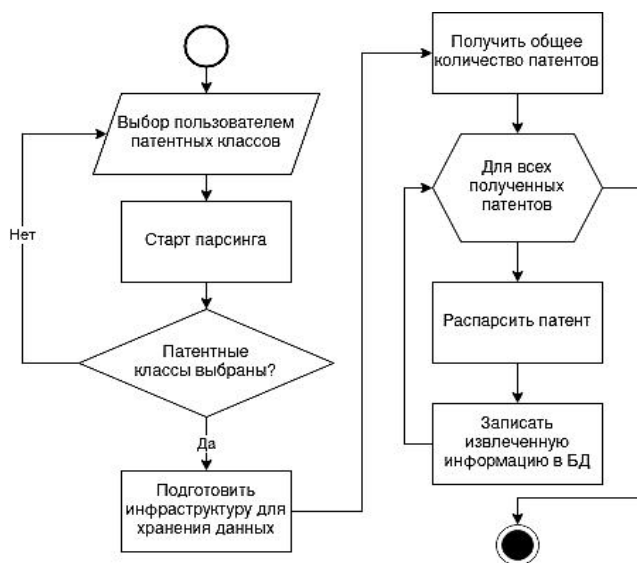 Выбор пользователем
патентных классов
Старт парсинга
Нет
Патентные
классы выбраны?
Да
Подготовить
инфраструктуру для
хранения данных
Получить общее
количество патентов
Для всех
полученных
патентов
Распарсить патент
Записать
извлеченную
информацию в БД